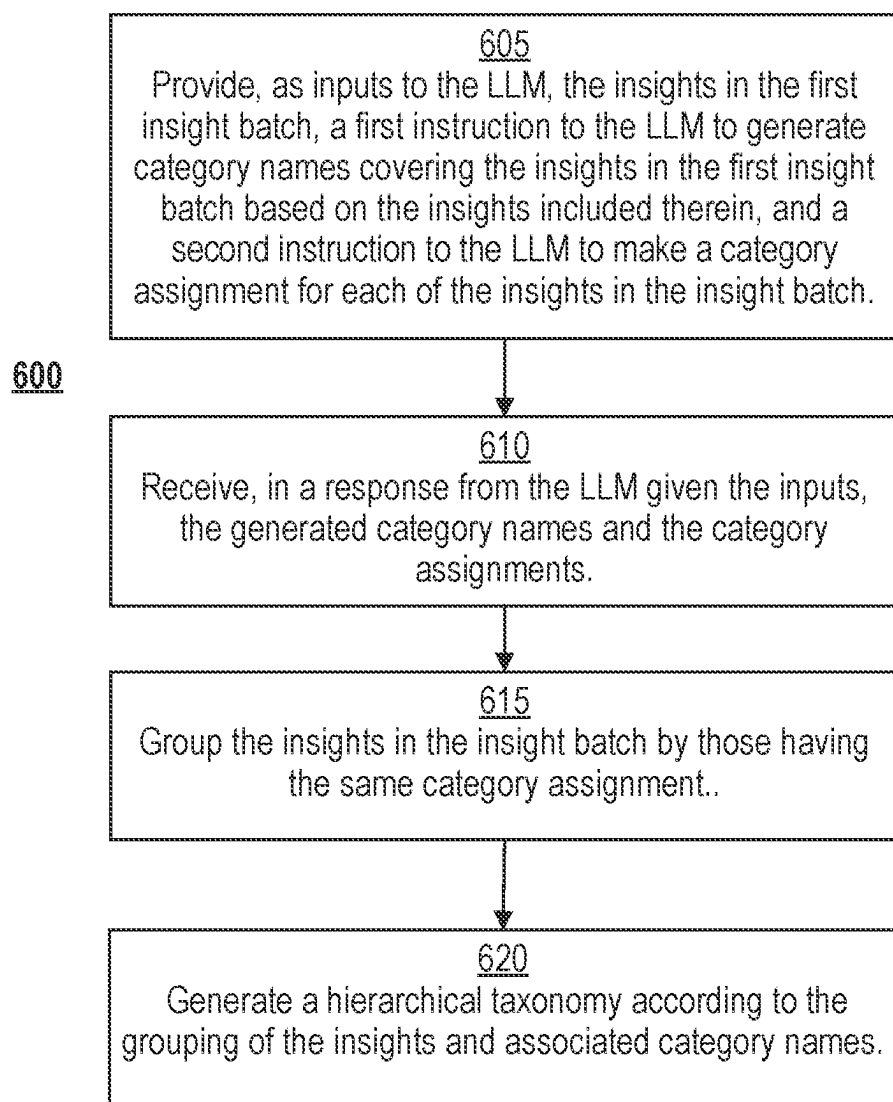 605
Provide, as inputs to the LLM, the insights in the first
insight batch, a first instruction to the LLM to generate
category names covering the insights in the first insight
batch based on the insights included therein, and a
second instruction to the LLM to make a category
assignment for each of the insights in the insight batch.
600
610
Receive, in a response from the LLM given the inputs,
the generated category names and the category
assignments.
615
Group the insights in the insight batch by those having
the same category assignment..
620
Generate a hierarchical taxonomy according to the
grouping of the insights and associated category names.